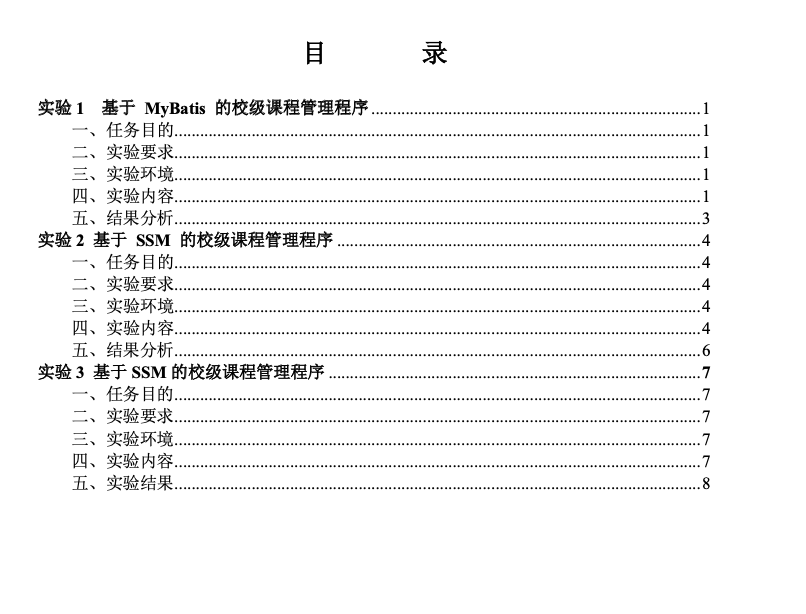 目 录
实验 1 基于 MyBatis 的校级课程管理程序 ........................................ 1
一、任务目的 ........................................ 1
二、实验要求 ........................................ 1
三、实验环境 ........................................ 1
四、实验内容 ........................................ 1
五、结果分析 ........................................ 3
实验 2 基于 SSM 的校级课程管理程序 ........................................ 4
一、任务目的 ........................................ 4
二、实验要求 ........................................ 4
三、实验环境 ........................................ 4
四、实验内容 ........................................ 4
五、结果分析 ........................................ 6
实验 3 基于 SSM 的校级课程管理程序 ........................................ 7
一、任务目的 ........................................ 7
二、实验要求 ........................................ 7
三、实验环境 ........................................ 7
四、实验内容 ........................................ 7
五、实验结果 ........................................ 8